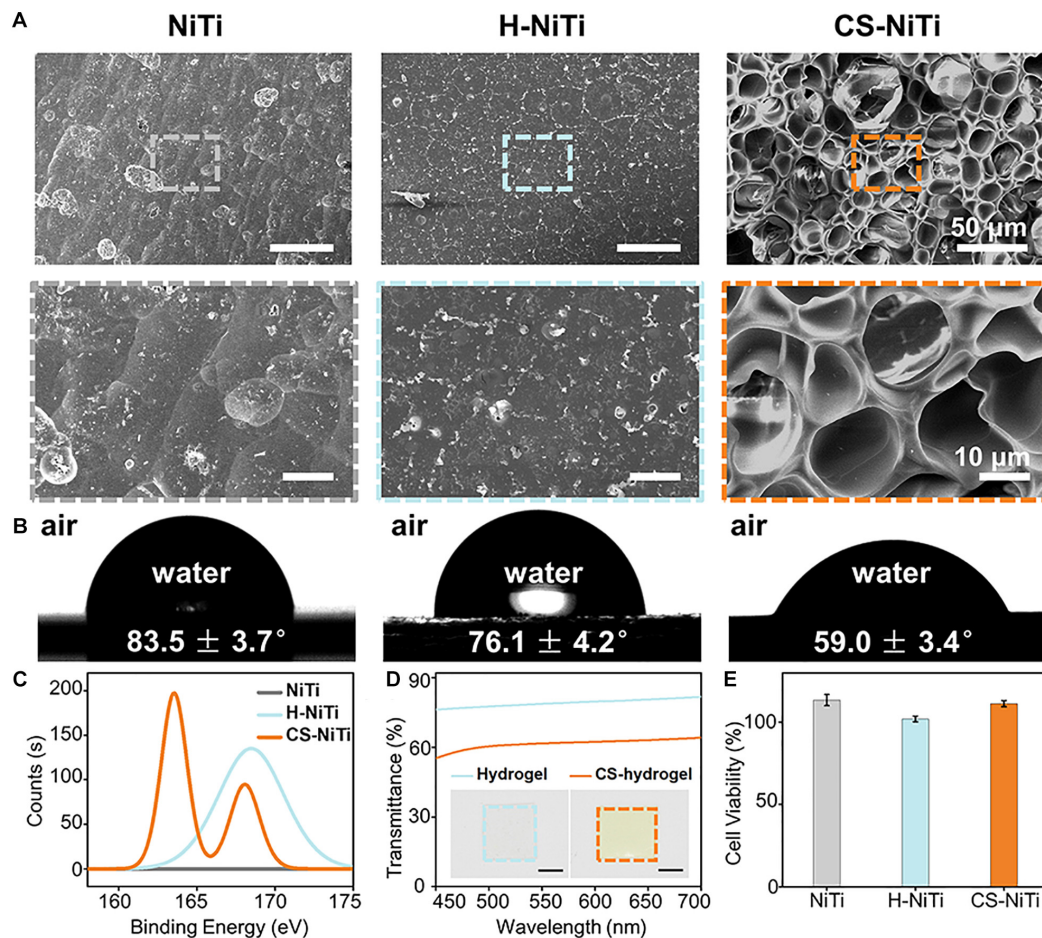 A
NiTi
H-NiTi
CS-NiTi
50 μm
10 μm
B
air
water
83.5 ± 3.7°
air
water
76.1 ± 4.2°
air
water
59.0 ± 3.4°
C
Counts (s)
200
150
100
50
0
NiTi
H-NiTi
CS-NiTi
160
165
170
175
Binding Energy (eV)
D
Transmittance (%)
90
60
30
0
Hydrogel
CS-hydrogel
450
500
550
600
650
700
Wavelength (nm)
E
Cell Viability (%)
100
50
0
NiTi
H-NiTi
CS-NiTi